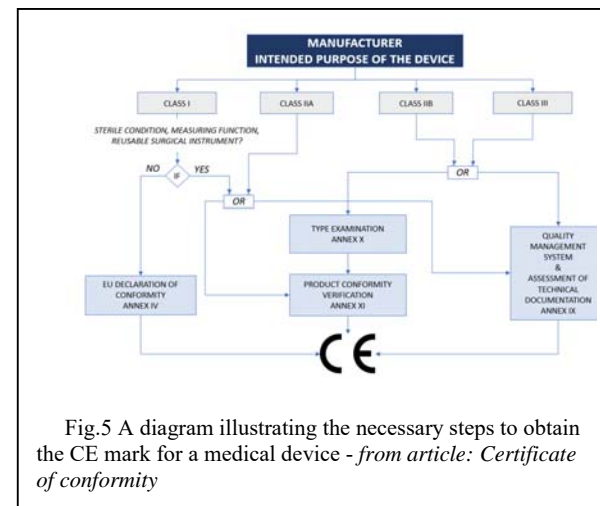 MANUFACTURER
INTENDED PURPOSE OF THE DEVICE
CLASS I
CLASS IIA
CLASS IIB
CLASS III
STERILE CONDITION, MEASURING FUNCTION,
REUSABLE SURGICAL INSTRUMENT?
NO
IF
YES
OR
OR
TYPE EXAMINATION
ANNEX X
QUALITY
MANAGEMENT
SYSTEM
&
ASSESSMENT OF
TECHNICAL
DOCUMENTATION
ANNEX IX
EU DECLARATION OF
CONFORMITY
ANNEX IV
PRODUCT CONFORMITY
VERIFICATION
ANNEX XI
CE
Fig.5 A diagram illustrating the necessary steps to obtain
the CE mark for a medical device - from article: Certificate
of conformity